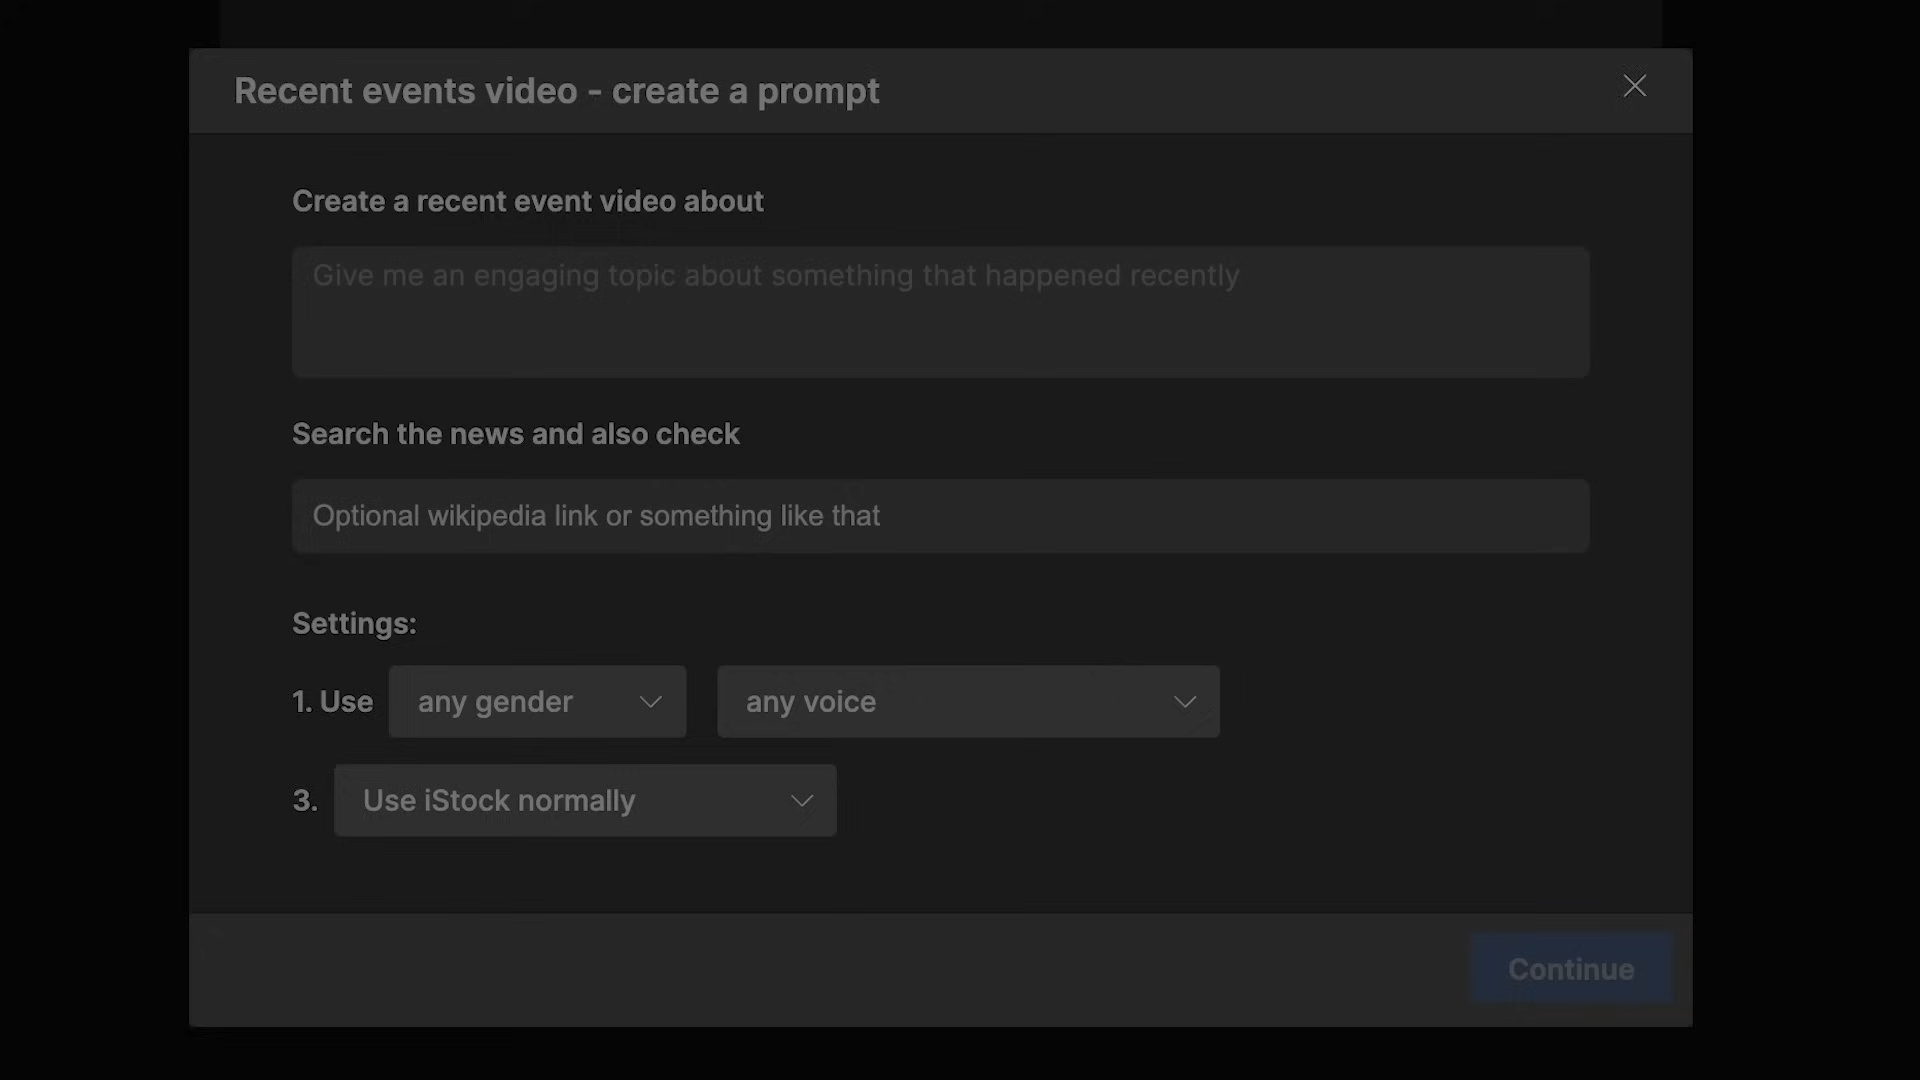 Recent events video - create a prompt
Create a recent event video about
Give me an engaging topic about something that happened recently
Search the news and also check
Optional wikipedia link or something like that
Settings:
1. Use any gender any voice
3. Use iStock normally
Continue